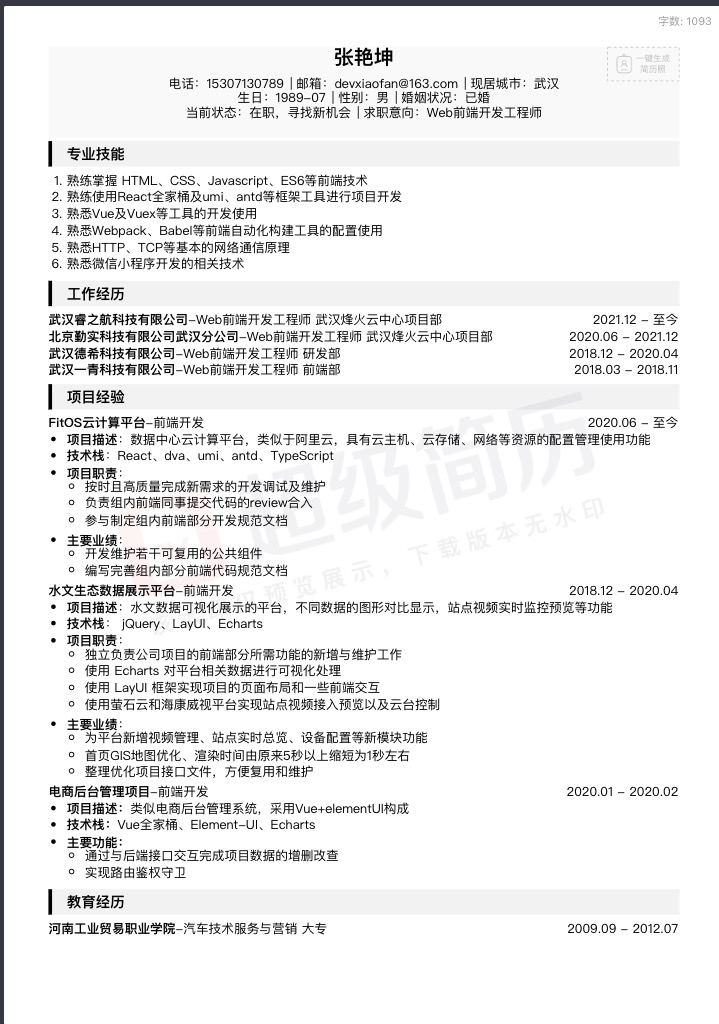 字数: 1093
张艳坤
一键生成
简历照
电话：15307130789 | 邮箱：devxiaofan@163.com | 现居城市：武汉
生日：1989-07 | 性别：男 | 婚姻状况：已婚
当前状态：在职，寻找新机会 | 求职意向：Web前端开发工程师
专业技能
1. 熟练掌握 HTML、CSS、Javascript、ES6等前端技术
2. 熟练使用React全家桶及umi、antd等框架工具进行项目开发
3. 熟悉Vue及Vuex等工具的开发使用
4. 熟悉Webpack、Babel等前端自动化构建工具的配置使用
5. 熟悉HTTP、TCP等基本的网络通信原理
6. 熟悉微信小程序开发的相关技术
工作经历
武汉睿之航科技有限公司-Web前端开发工程师 武汉烽火云中心项目部 2021.12 - 至今
北京勤实科技有限公司武汉分公司-Web前端开发工程师 武汉烽火云中心项目部 2020.06 - 2021.12
武汉德希科技有限公司-Web前端开发工程师 研发部 2018.12 - 2020.04
武汉一青科技有限公司-Web前端开发工程师 前端部 2018.03 - 2018.11
项目经验
FitOS云计算平台-前端开发 2020.06 - 至今
• 项目描述：数据中心云计算平台，类似于阿里云，具有云主机、云存储、网络等资源的配置管理使用功能
• 技术栈：React、dva、umi、antd、TypeScript
• 项目职责：
◦ 按时且高质量完成新需求的开发调试及维护
◦ 负责组内前端同事提交代码的review合入
◦ 参与制定组内前端部分开发规范文档
• 主要业绩：
◦ 开发维护若干可复用的公共组件
◦ 编写完善组内部分前端代码规范文档
水文生态数据展示平台-前端开发 2018.12 - 2020.04
• 项目描述：水文数据可视化展示的平台，不同数据的图形对比显示，站点视频实时监控预览等功能
• 技术栈： jQuery、LayUI、Echarts
• 项目职责：
◦ 独立负责公司项目的前端部分所需功能的新增与维护工作
◦ 使用 Echarts 对平台相关数据进行可视化处理
◦ 使用 LayUI 框架实现项目的页面布局和一些前端交互
◦ 使用萤石云和海康威视平台实现站点视频接入预览以及云台控制
• 主要业绩：
◦ 为平台新增视频管理、站点实时总览、设备配置等新模块功能
◦ 首页GIS地图优化、渲染时间由原来5秒以上缩短为1秒左右
◦ 整理优化项目接口文件，方便复用和维护
电商后台管理项目-前端开发 2020.01 - 2020.02
• 项目描述：类似电商后台管理系统，采用Vue+elementUI构成
• 技术栈：Vue全家桶、Element-UI、Echarts
• 主要功能：
◦ 通过与后端接口交互完成项目数据的增删改查
◦ 实现路由鉴权守卫
教育经历
河南工业贸易职业学院-汽车技术服务与营销 大专 2009.09 - 2012.07
超级简历
仅预览展示，下载版本无水印